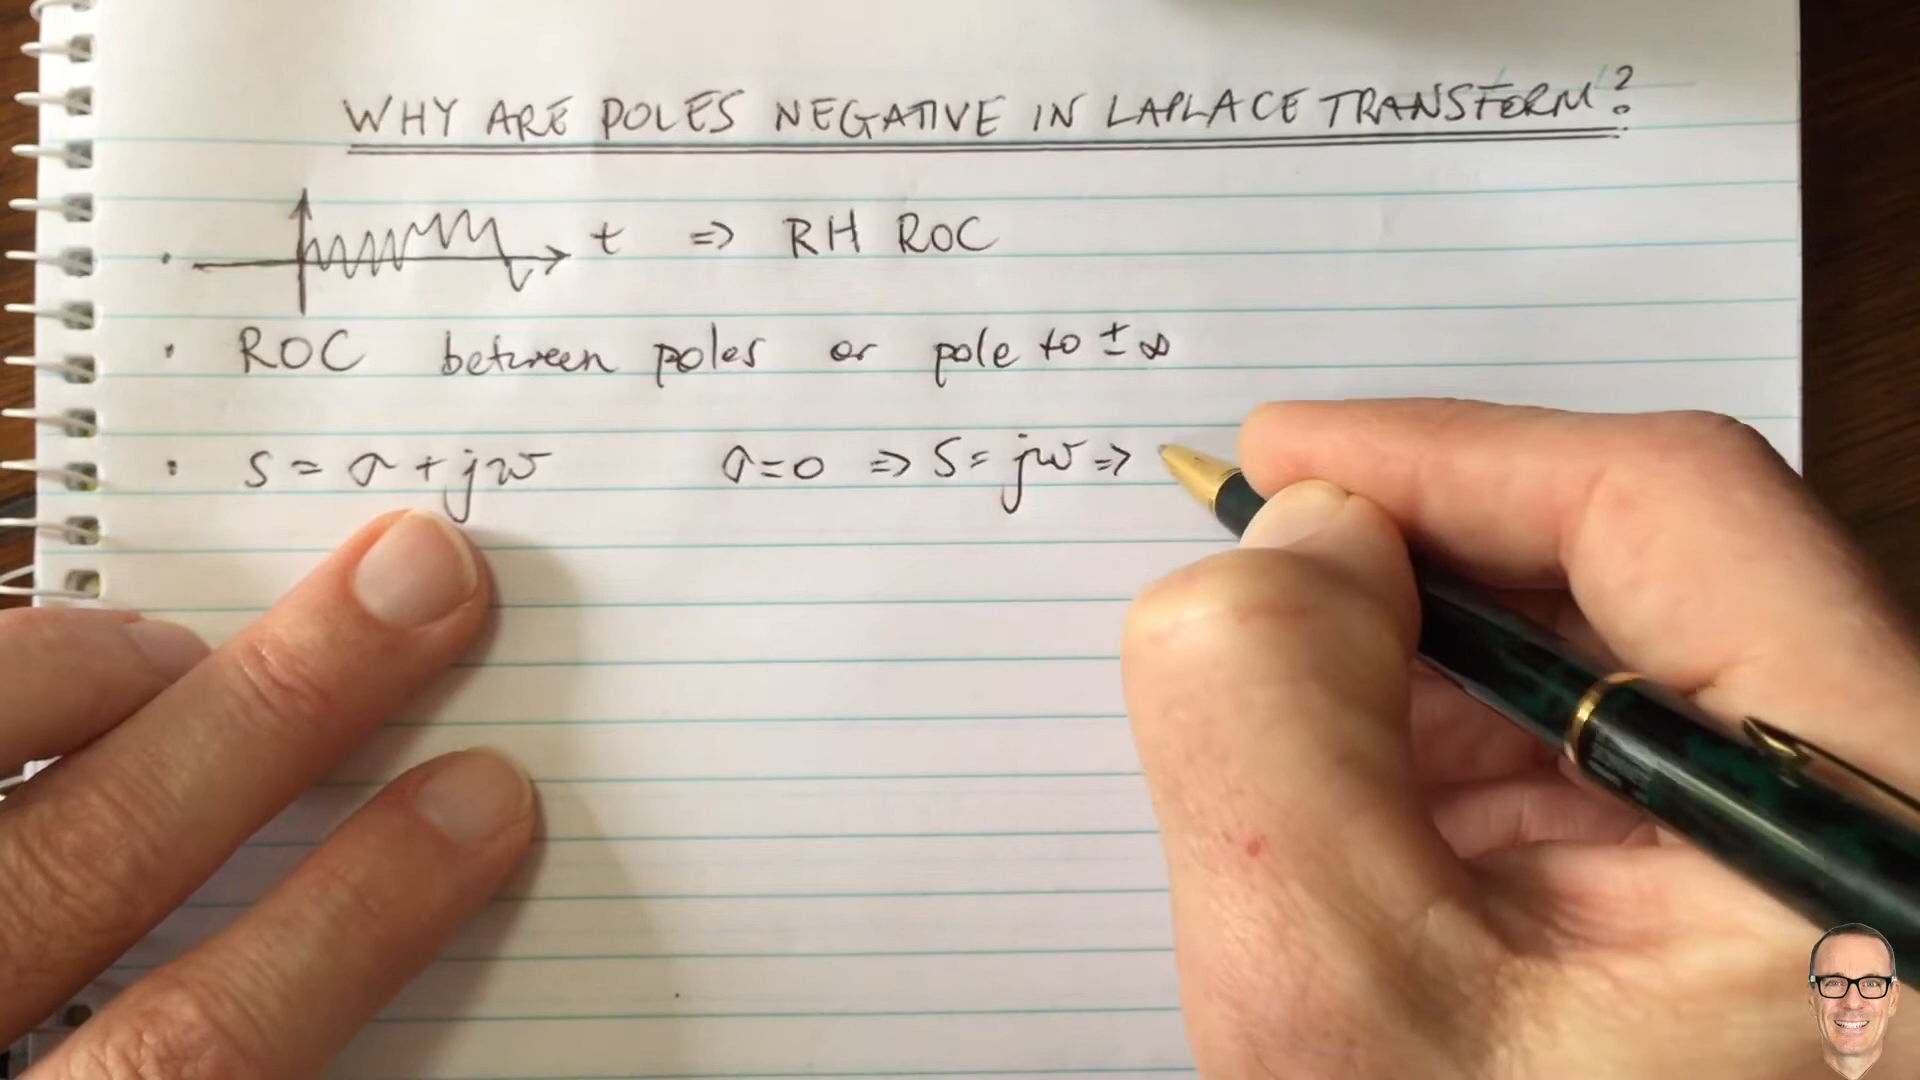 WHY ARE POLES NEGATIVE IN LAPLACE TRANSFORM?
• t => RH ROC
• ROC between poles or pole to ± ∞
• s = σ + jω σ=0 => s = jω =>